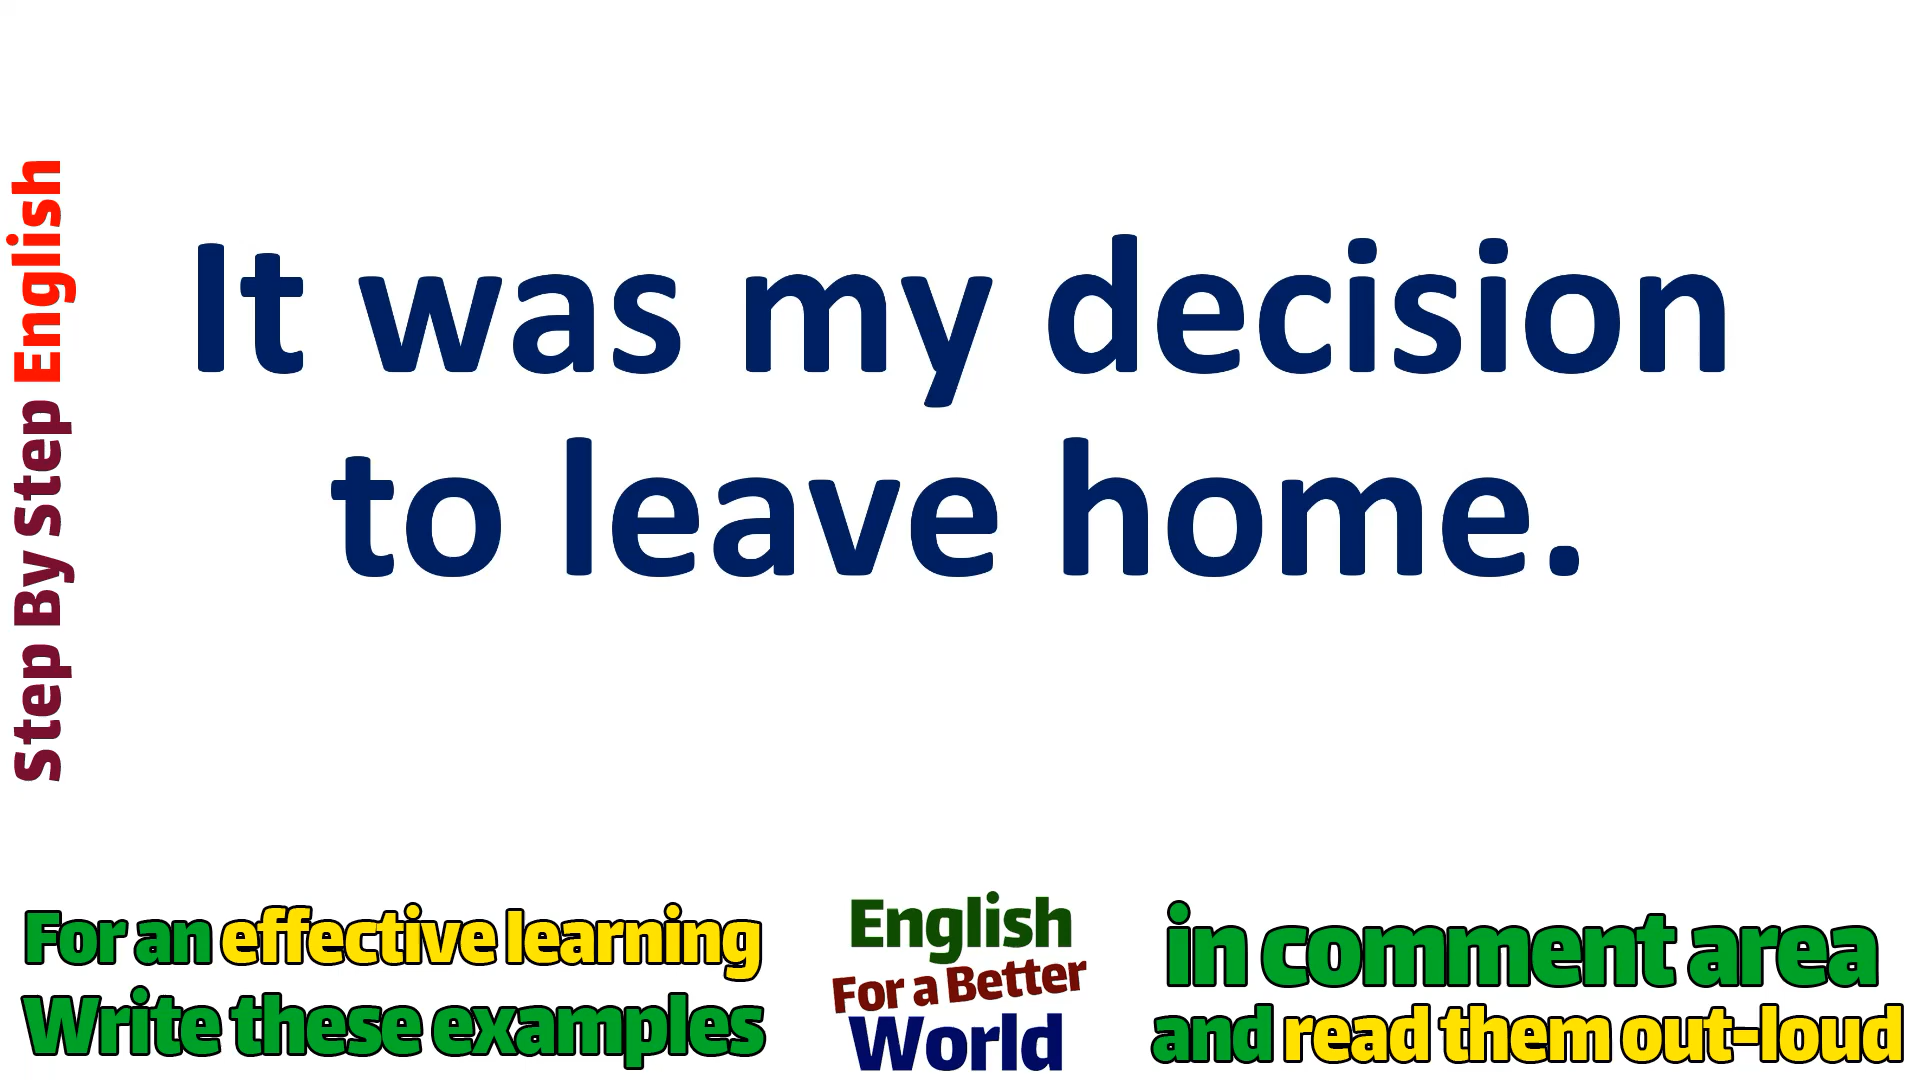 It was my decision
to leave home.
Step By Step English
For an effective learning
Write these examples
English
For a Better
World
in comment area
and read them out-loud